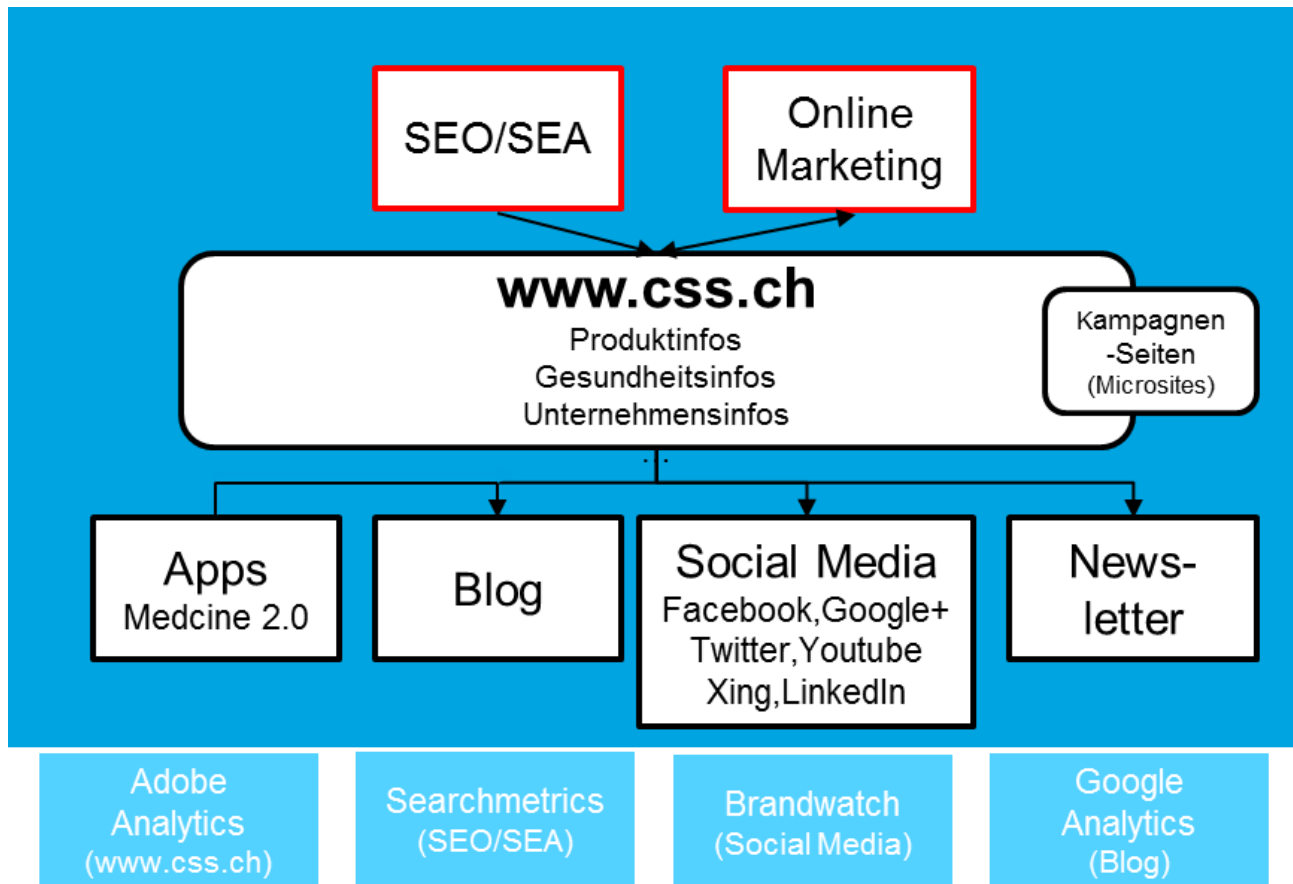 SEO/SEA
Online
Marketing
www.css.ch
Produktinfos
Gesundheitsinfos
Unternehmensinfos
...
Kampagnen
-Seiten
(Microsites)
Apps
Medcine 2.0
Blog
Social Media
Facebook,Google+
Twitter,Youtube
Xing,LinkedIn
News-
letter
Adobe
Analytics
(www.css.ch)
Searchmetrics
(SEO/SEA)
Brandwatch
(Social Media)
Google
Analytics
(Blog)